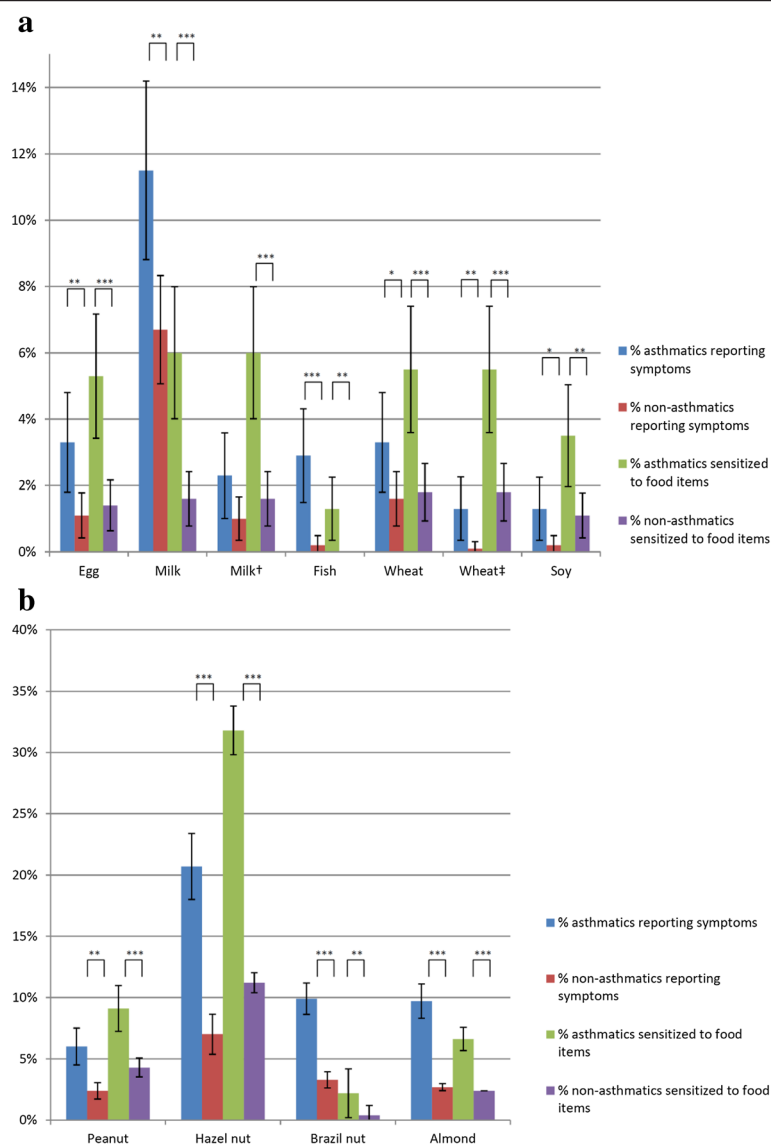 a
** ***
14%
12%
10%
***
8%
** *** * *** ** ***
* **
6%
*** **
4%
2%
0%
Egg Milk Milk† Fish Wheat Wheat‡ Soy
% asthmatics reporting
symptoms
% non-asthmatics
reporting symptoms
% asthmatics sensitized
to food items
% non-asthmatics
sensitized to food items
b
40%
35%
*** ***
30%
25%
20%
15%
** *** *** ** *** ***
10%
5%
0%
Peanut Hazel nut Brazil nut Almond
% asthmatics reporting symptoms
% non-asthmatics reporting
symptoms
% asthmatics sensitized to food
items
% non-asthmatics sensitized to food
items